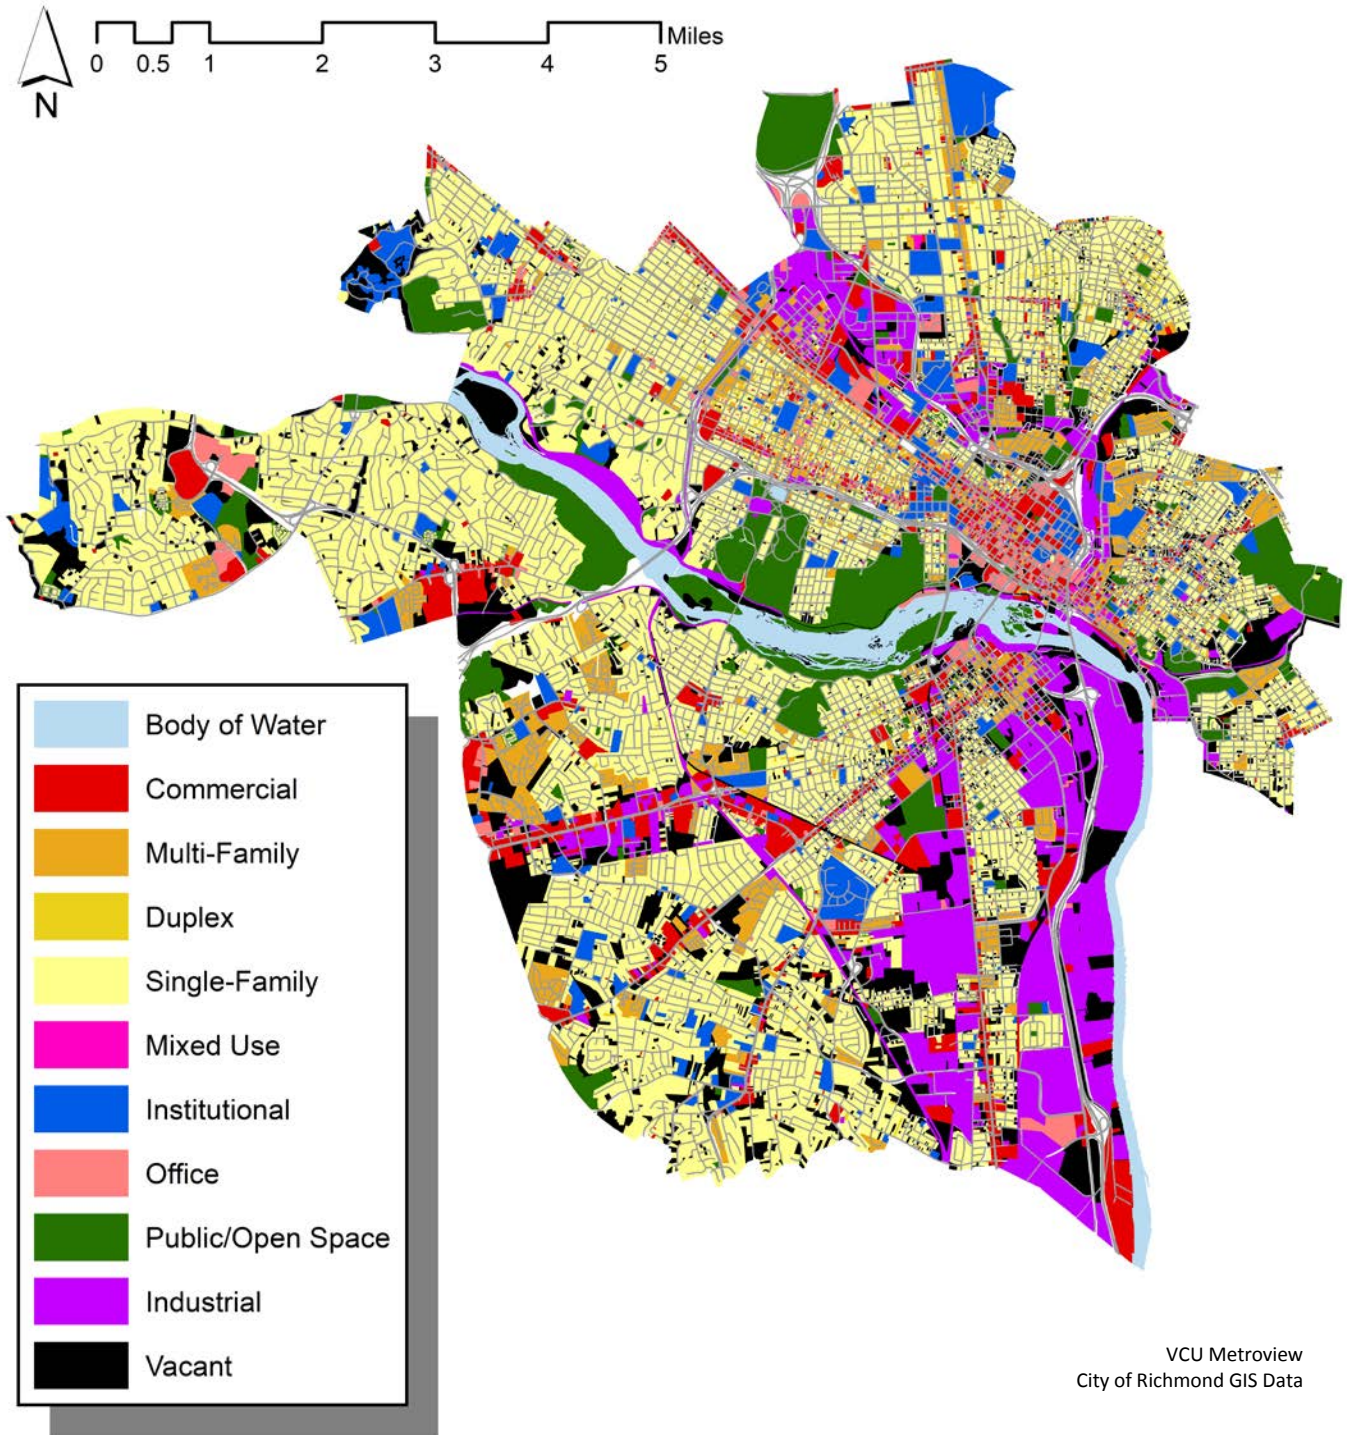 Miles
0 0.5 1 2 3 4 5
N
Body of Water
Commercial
Multi-Family
Duplex
Single-Family
Mixed Use
Institutional
Office
Public/Open Space
Industrial
Vacant
VCU Metroview
City of Richmond GIS Data